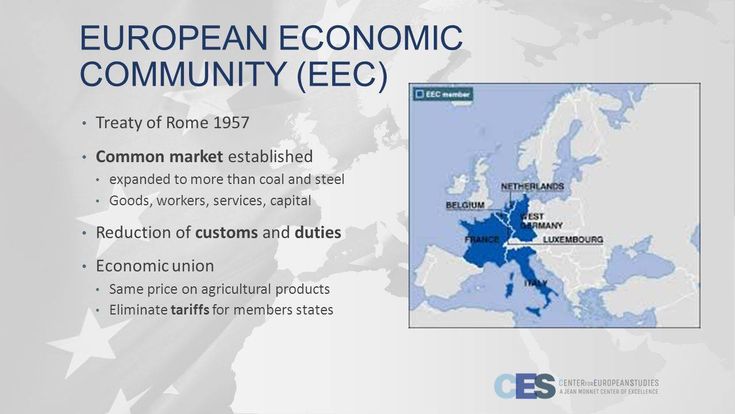 EUROPEAN ECONOMIC
COMMUNITY (EEC)
• Treaty of Rome 1957
• Common market established
• expanded to more than coal and steel
• Goods, workers, services, capital
• Reduction of customs and duties
• Economic union
• Same price on agricultural products
• Eliminate tariffs for members states
EEC member
NETHERLANDS
BELGIUM
WEST
GERMANY
FRANCE
LUXEMBOURG
ITALY
CES
CENTER FOR EUROPEAN STUDIES
A JEAN MONNET CENTER OF EXCELLENCE